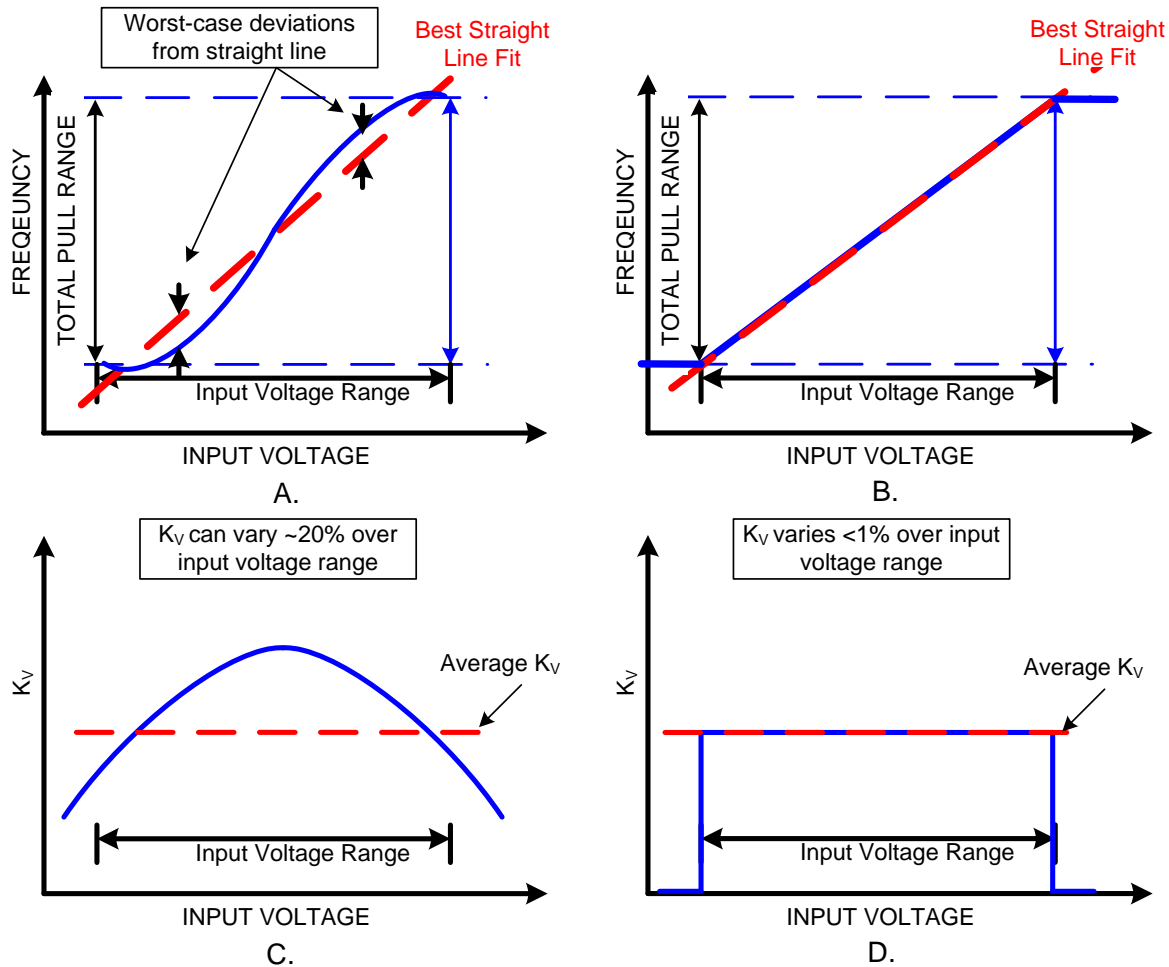 Worst-case deviations
from straight line
Best Straight
Line Fit
FREQEUNCY
TOTAL PULL RANGE
Input Voltage Range
INPUT VOLTAGE
A.
Best Straight
Line Fit
FREQEUNCY
TOTAL PULL RANGE
Input Voltage Range
INPUT VOLTAGE
B.
KV can vary ~20% over
input voltage range
KV
Average KV
Input Voltage Range
INPUT VOLTAGE
C.
KV varies <1% over input
voltage range
KV
Average KV
Input Voltage Range
INPUT VOLTAGE
D.